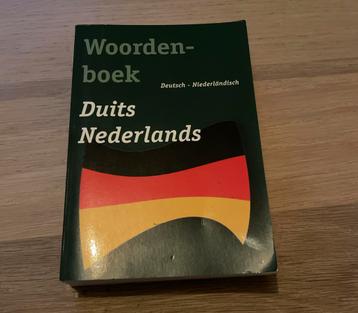 Woorden-
boek
Deutsch - Niederländisch
Duits
Nederlands